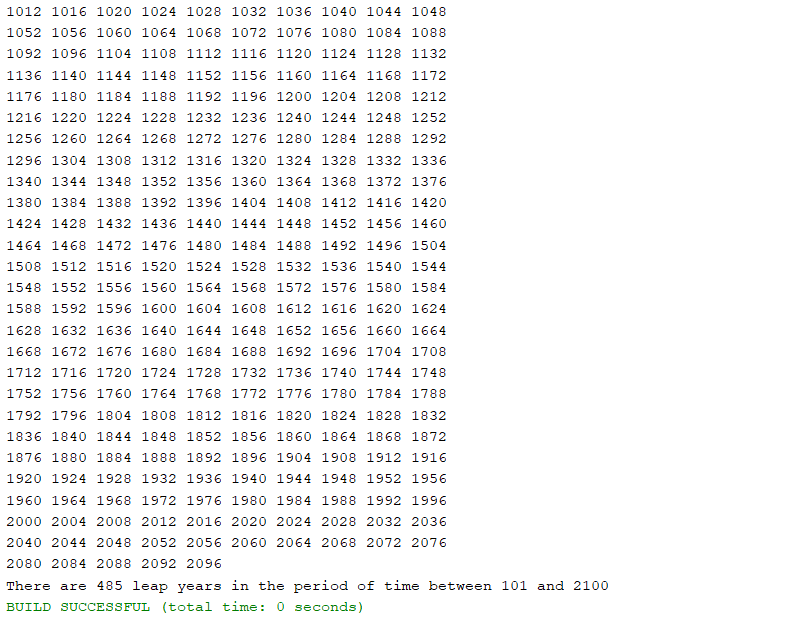 1012 1016 1020 1024 1028 1032 1036 1040 1044 1048
1052 1056 1060 1064 1068 1072 1076 1080 1084 1088
1092 1096 1104 1108 1112 1116 1120 1124 1128 1132
1136 1140 1144 1148 1152 1156 1160 1164 1168 1172
1176 1180 1184 1188 1192 1196 1200 1204 1208 1212
1216 1220 1224 1228 1232 1236 1240 1244 1248 1252
1256 1260 1264 1268 1272 1276 1280 1284 1288 1292
1296 1304 1308 1312 1316 1320 1324 1328 1332 1336
1340 1344 1348 1352 1356 1360 1364 1368 1372 1376
1380 1384 1388 1392 1396 1404 1408 1412 1416 1420
1424 1428 1432 1436 1440 1444 1448 1452 1456 1460
1464 1468 1472 1476 1480 1484 1488 1492 1496 1504
1508 1512 1516 1520 1524 1528 1532 1536 1540 1544
1548 1552 1556 1560 1564 1568 1572 1576 1580 1584
1588 1592 1596 1600 1604 1608 1612 1616 1620 1624
1628 1632 1636 1640 1644 1648 1652 1656 1660 1664
1668 1672 1676 1680 1684 1688 1692 1696 1704 1708
1712 1716 1720 1724 1728 1732 1736 1740 1744 1748
1752 1756 1760 1764 1768 1772 1776 1780 1784 1788
1792 1796 1804 1808 1812 1816 1820 1824 1828 1832
1836 1840 1844 1848 1852 1856 1860 1864 1868 1872
1876 1880 1884 1888 1892 1896 1904 1908 1912 1916
1920 1924 1928 1932 1936 1940 1944 1948 1952 1956
1960 1964 1968 1972 1976 1980 1984 1988 1992 1996
2000 2004 2008 2012 2016 2020 2024 2028 2032 2036
2040 2044 2048 2052 2056 2060 2064 2068 2072 2076
2080 2084 2088 2092 2096
There are 485 leap years in the period of time between 101 and 2100
BUILD SUCCESSFUL (total time: 0 seconds)